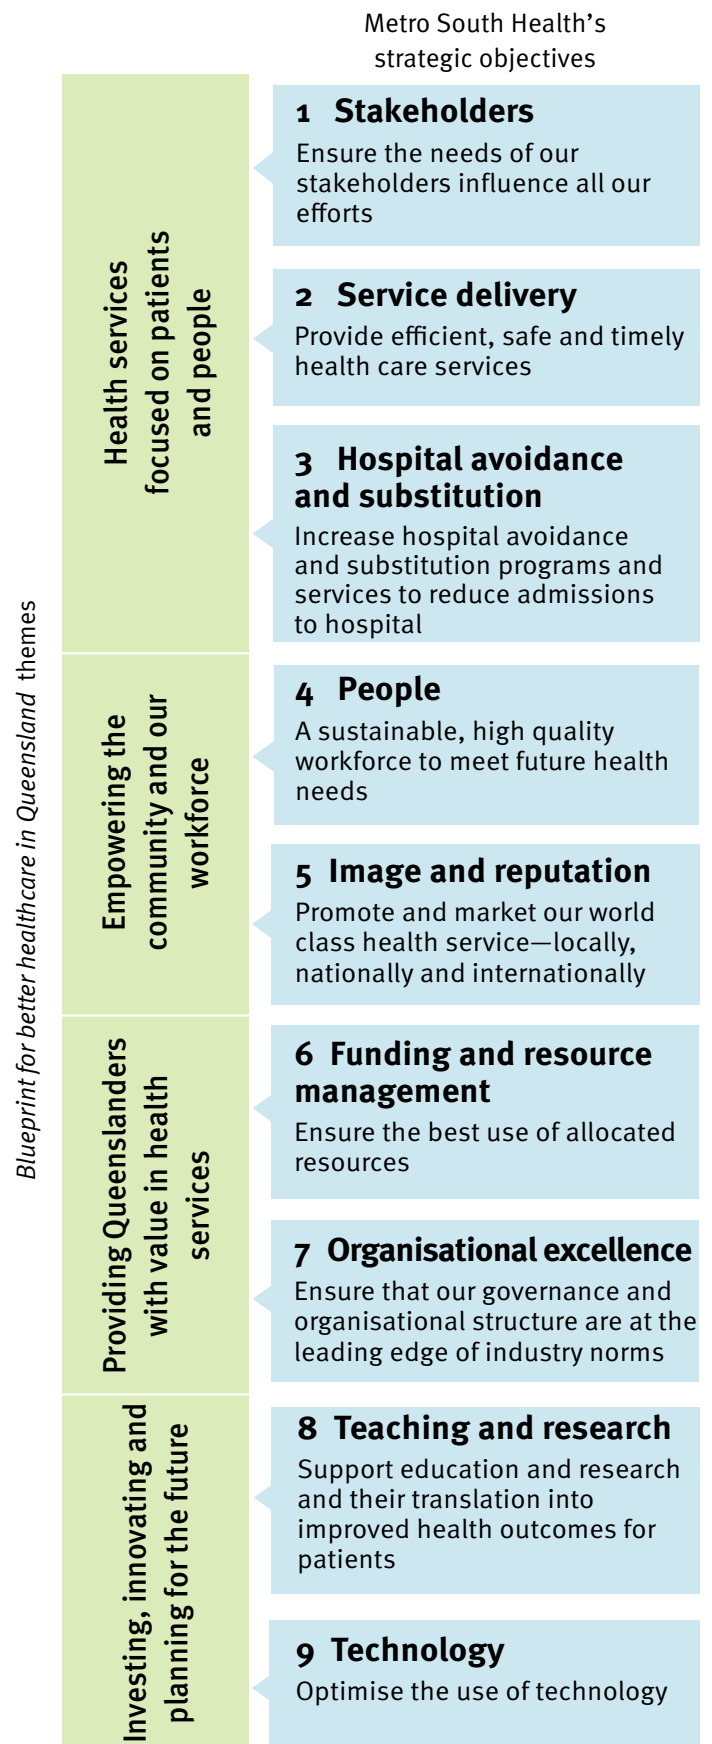 Metro South Health’s
strategic objectives
Blueprint for better healthcare in Queensland themes
Health services
focused on patients
and people
1 Stakeholders
Ensure the needs of our
stakeholders influence all our
efforts
2 Service delivery
Provide efficient, safe and timely
health care services
3 Hospital avoidance
and substitution
Increase hospital avoidance
and substitution programs and
services to reduce admissions
to hospital
Empowering the
community and our
workforce
4 People
A sustainable, high quality
workforce to meet future health
needs
5 Image and reputation
Promote and market our world
class health service—locally,
nationally and internationally
Providing Queenslanders
with value in health
services
6 Funding and resource
management
Ensure the best use of allocated
resources
7 Organisational excellence
Ensure that our governance and
organisational structure are at the
leading edge of industry norms
Investing, innovating and
planning for the future
8 Teaching and research
Support education and research
and their translation into
improved health outcomes for
patients
9 Technology
Optimise the use of technology